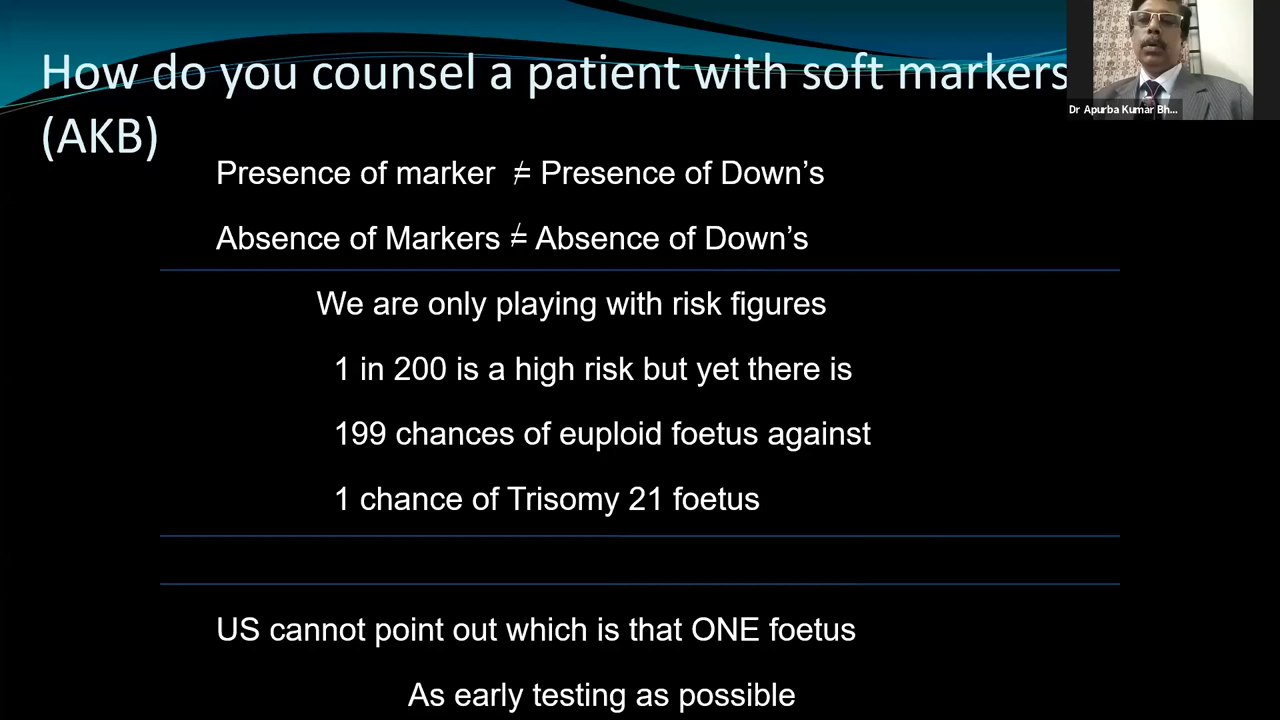 How do you counsel a patient with soft markers
(AKB)
Dr Apurba Kumar Bh...
Presence of marker ≠ Presence of Down's
Absence of Markers ≠ Absence of Down's
We are only playing with risk figures
1 in 200 is a high risk but yet there is
199 chances of euploid foetus against
1 chance of Trisomy 21 foetus
US cannot point out which is that ONE foetus
As early testing as possible